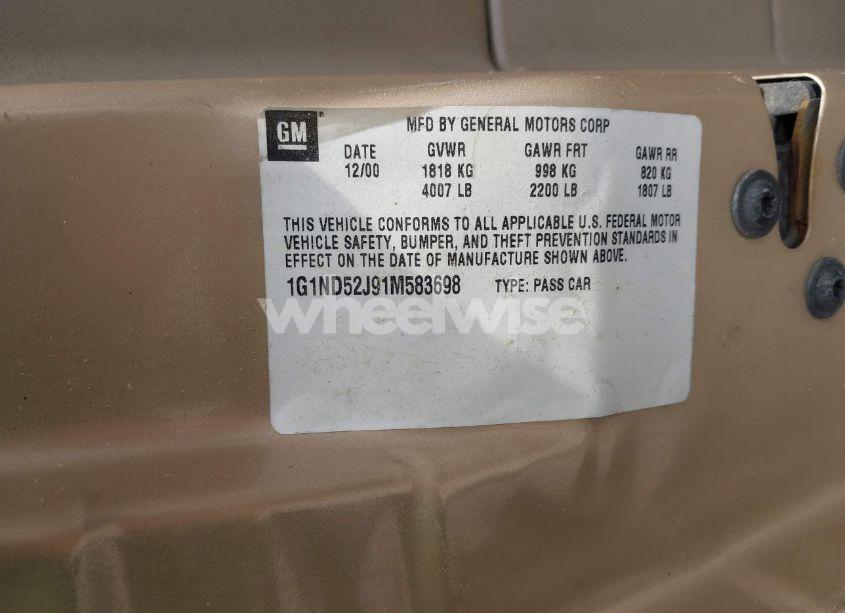 GM ® MFD BY GENERAL MOTORS CORP
DATE GVWR GAWR FRT GAWR RR
12/00 1818 KG 998 KG 820 KG
4007 LB 2200 LB 1807 LB
THIS VEHICLE CONFORMS TO ALL APPLICABLE U.S. FEDERAL MOTOR
VEHICLE SAFETY, BUMPER, AND THEFT PREVENTION STANDARDS IN
EFFECT ON THE DATE OF MANUFACTURE SHOWN ABOVE.
1G1ND52J91M583698 TYPE: PASS CAR
wheelwise